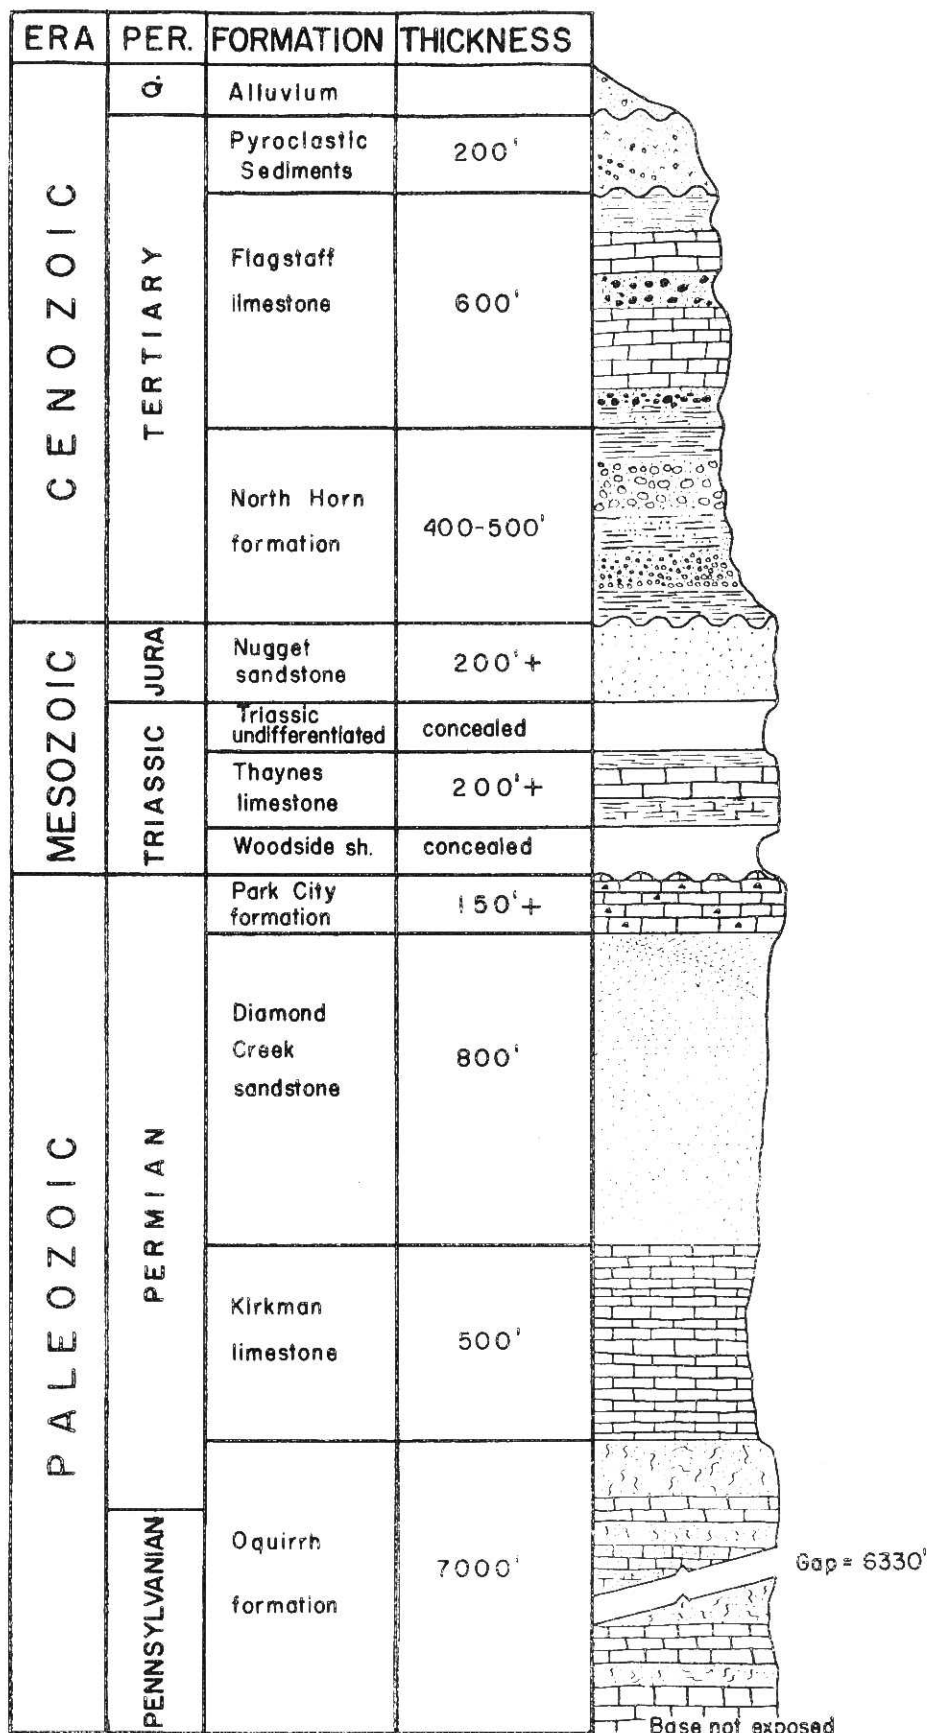 ERA PER. FORMATION THICKNESS
CENOZOIC
Q.
Alluvium
TERTIARY
Pyroclastic
Sediments
200'
Flagstaff
limestone
600'
North Horn
formation
400-500'
MESOZOIC
JURA
Nugget
sandstone
200'+
TRIASSIC
Triassic
undifferentiated
concealed
Thaynes
limestone
200'+
Woodside sh.
concealed
PALEOZOIC
PERMIAN
Park City
formation
150'+
Diamond
Creek
sandstone
800'
Kirkman
limestone
500'
PENNSYLVANIAN
Oquirrh
formation
7000'
Gap = 6330'
Base not exposed